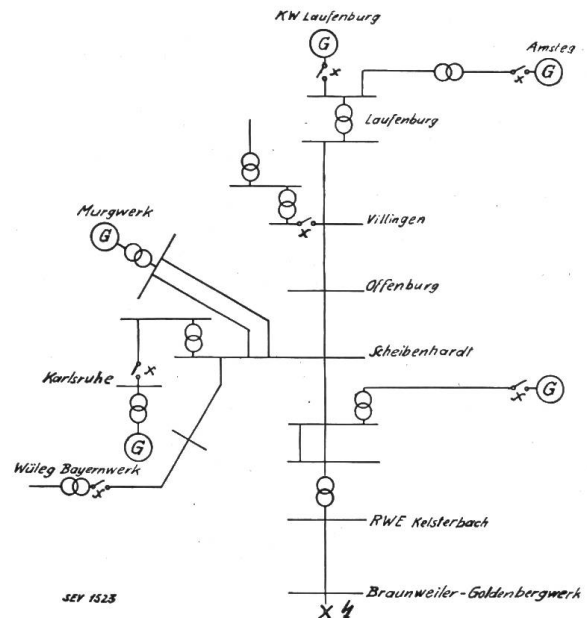 KW Laufenburg
G
x
Amsteg
G
x
Laufenburg
Villingen
x
Murgwerk
G
Offenburg
Scheibenhardt
x
Karlsruhe
G
x
G
Wüleg Bayernwerk
x
RWE Kelsterbach
Braunweiler-Goldenbergwerk
SEV 1523